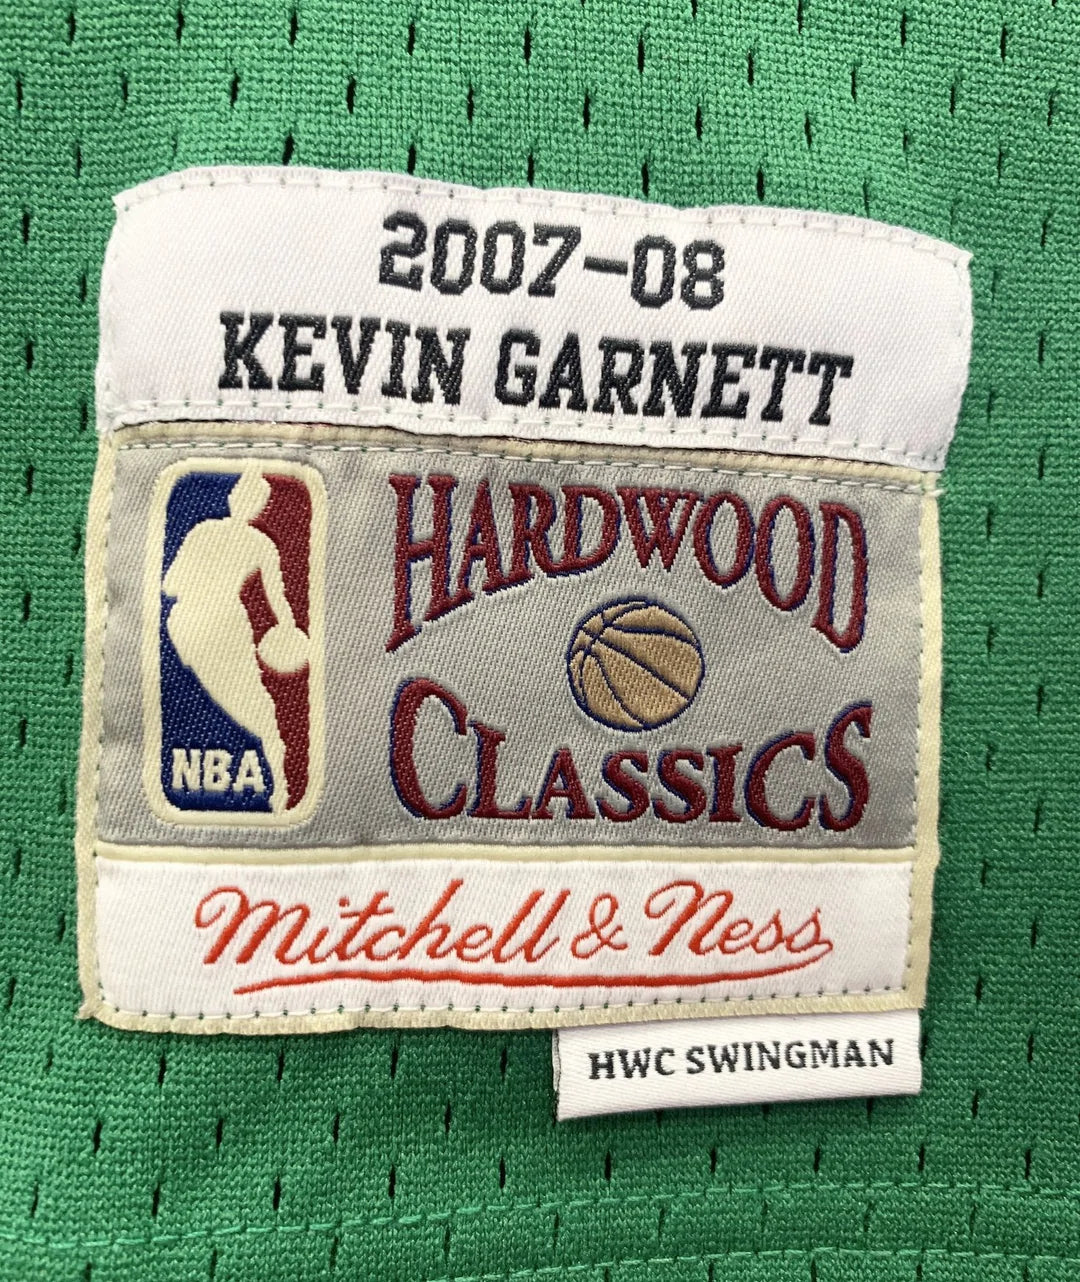 2007-08
KEVIN GARNETT
HARDWOOD
CLASSICS
NBA
Mitchell & Ness
HWC SWINGMAN